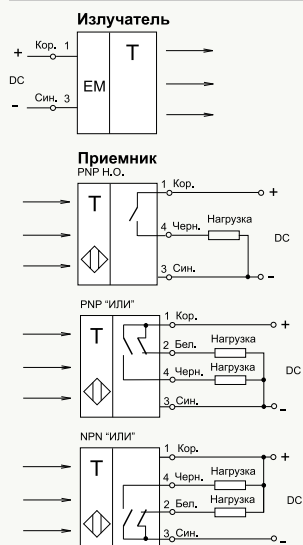 Излучатель
+ Кор. 1
T
DC
EM
- Син. 3
Приемник
PNP Н.О.
1 Кор.
+
T
4 Черн. Нагрузка
DC
3 Син.
-
PNP “ИЛИ”
1 Кор.
+
T
2 Бел. Нагрузка
4 Черн. Нагрузка
DC
3 Син.
-
NPN “ИЛИ”
1 Кор.
+
T
4 Черн. Нагрузка
2 Бел. Нагрузка
DC
3 Син.
-